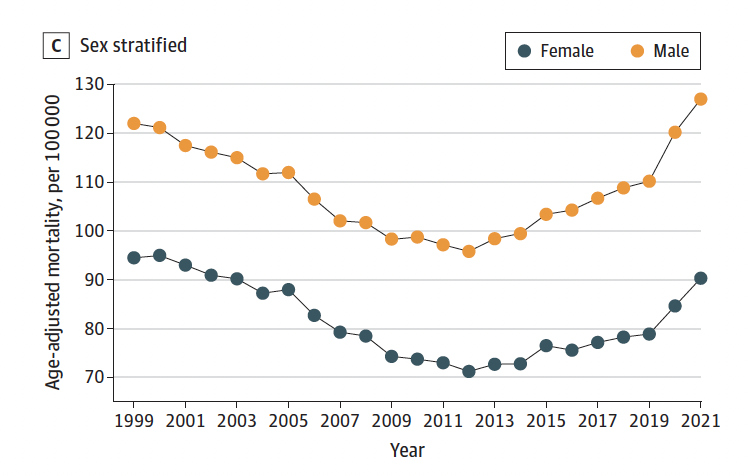 C Sex stratified
Female Male
Age-adjusted mortality, per 100 000
130
120
110
100
90
80
70
1999 2001 2003 2005 2007 2009 2011 2013 2015 2017 2019 2021
Year